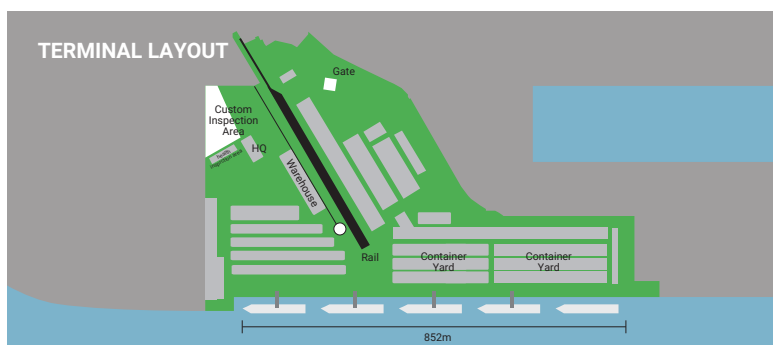 TERMINAL LAYOUT
Gate
Custom
Inspection
Area
HQ
Warehouse
Rail
Container
Yard
Container
Yard
852m